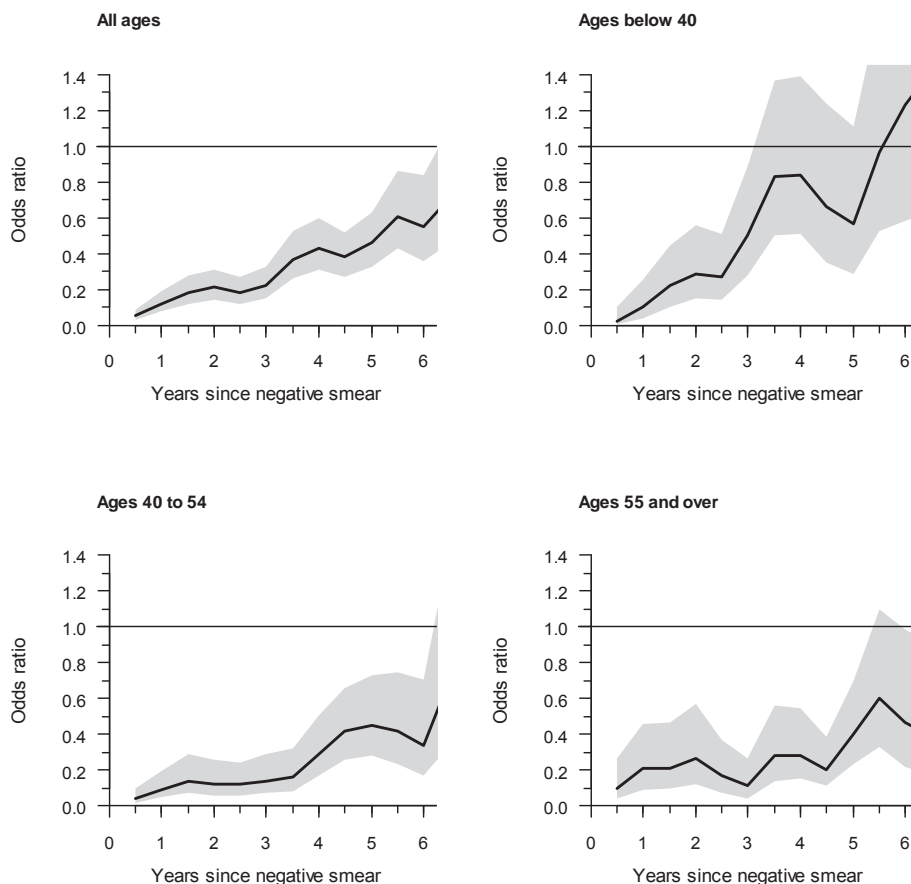 All ages
Ages below 40
1.4
1.2
1.0
0.8
0.6
0.4
0.2
0.0
Odds ratio
0 1 2 3 4 5 6
Years since negative smear
1.4
1.2
1.0
0.8
0.6
0.4
0.2
0.0
Odds ratio
0 1 2 3 4 5 6
Years since negative smear
Ages 40 to 54
Ages 55 and over
1.4
1.2
1.0
0.8
0.6
0.4
0.2
0.0
Odds ratio
0 1 2 3 4 5 6
Years since negative smear
1.4
1.2
1.0
0.8
0.6
0.4
0.2
0.0
Odds ratio
0 1 2 3 4 5 6
Years since negative smear